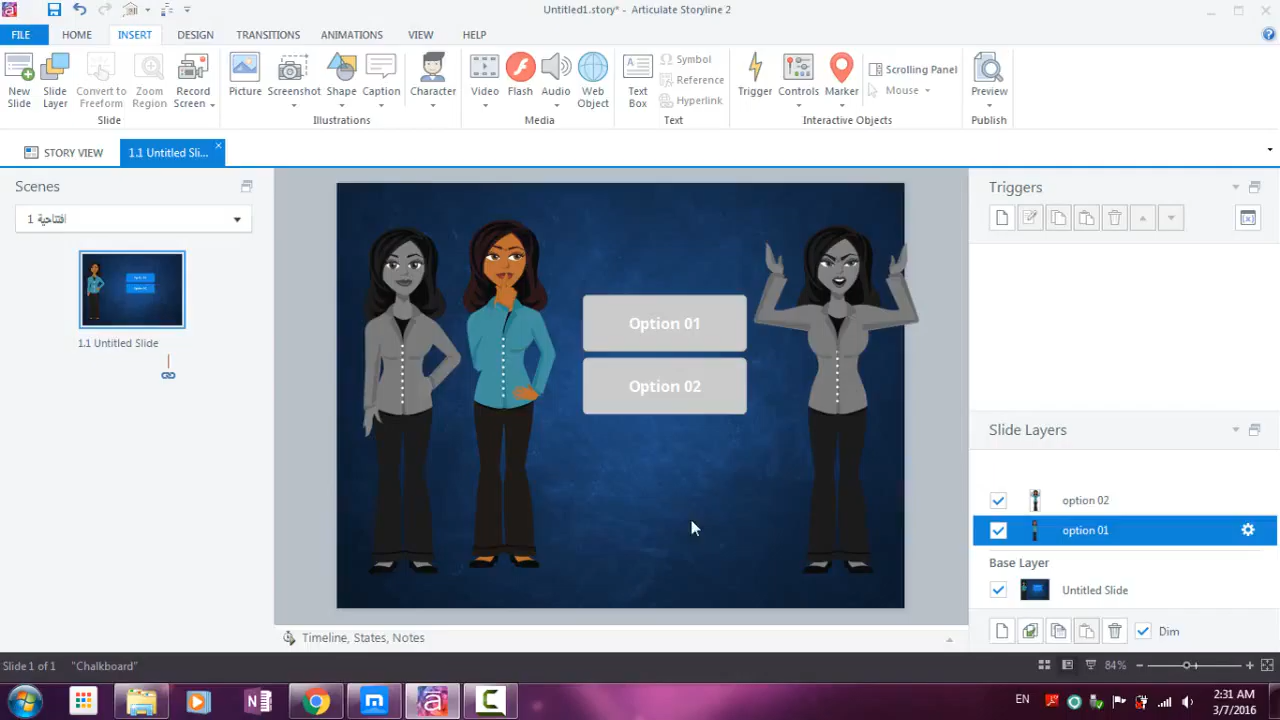 Untitled1.story* - Articulate Storyline 2
FILE HOME INSERT DESIGN TRANSITIONS ANIMATIONS VIEW HELP
New Slide
Slide Layer
Convert to Freeform
Zoom Region
Record Screen
Slide
Picture
Screenshot
Shape
Caption
Character
Illustrations
Video
Flash
Audio
Web Object
Media
Text Box
Symbol
Reference
Hyperlink
Text
Trigger
Controls
Marker
Scrolling Panel
Mouse
Interactive Objects
Preview
Publish
STORY VIEW
1.1 Untitled Sli...
Scenes
1 افتتاحية
1.1 Untitled Slide
Option 01
Option 02
Triggers
Slide Layers
option 02
option 01
Base Layer
Untitled Slide
Dim
Timeline, States, Notes
Slide 1 of 1 "Chalkboard"
84%
EN
2:31 AM
3/7/2016